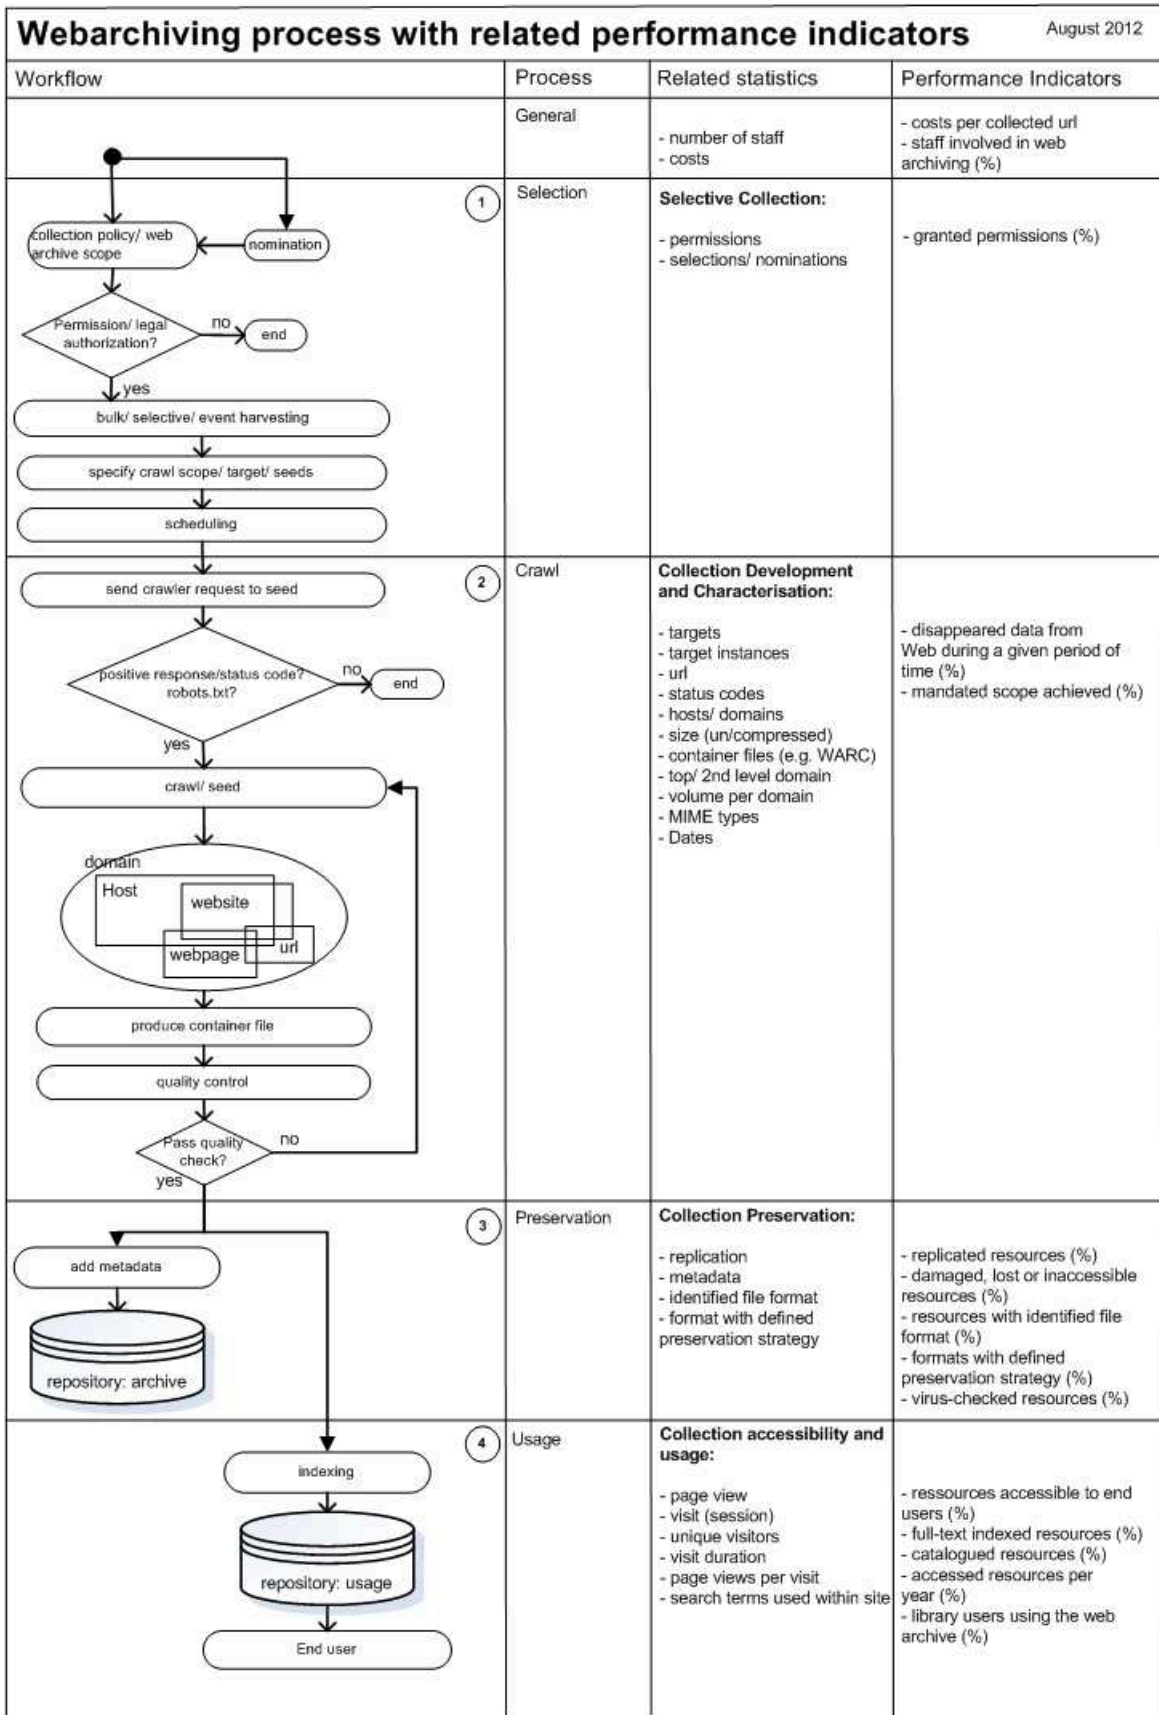 Webarchiving process with related performance indicators
August 2012
Workflow
Process
Related statistics
Performance Indicators
General
- number of staff
- costs
- costs per collected url
- staff involved in web
archiving (%)
1
Selection
Selective Collection:
- permissions
- selections/ nominations
- granted permissions (%)
collection policy/ web
archive scope
nomination
Permission/ legal
authorization?
no
end
yes
bulk/ selective/ event harvesting
specify crawl scope/ target/ seeds
scheduling
2
Crawl
Collection Development
and Characterisation:
- targets
- target instances
- url
- status codes
- hosts/ domains
- size (un/compressed)
- container files (e.g. WARC)
- top/ 2nd level domain
- volume per domain
- MIME types
- Dates
- disappeared data from
Web during a given period of
time (%)
- mandated scope achieved (%)
send crawler request to seed
positive response/status code?
robots.txt?
no
end
yes
crawl/ seed
domain
Host
website
webpage
url
produce container file
quality control
Pass quality
check?
no
yes
3
Preservation
Collection Preservation:
- replication
- metadata
- identified file format
- format with defined
preservation strategy
- replicated resources (%)
- damaged, lost or inaccessible
resources (%)
- resources with identified file
format (%)
- formats with defined
preservation strategy (%)
- virus-checked resources (%)
add metadata
repository: archive
4
Usage
Collection accessibility and
usage:
- page view
- visit (session)
- unique visitors
- visit duration
- page views per visit
- search terms used within site
- ressources accessible to end
users (%)
- full-text indexed resources (%)
- catalogued resources (%)
- accessed resources per
year (%)
- library users using the web
archive (%)
indexing
repository: usage
End user